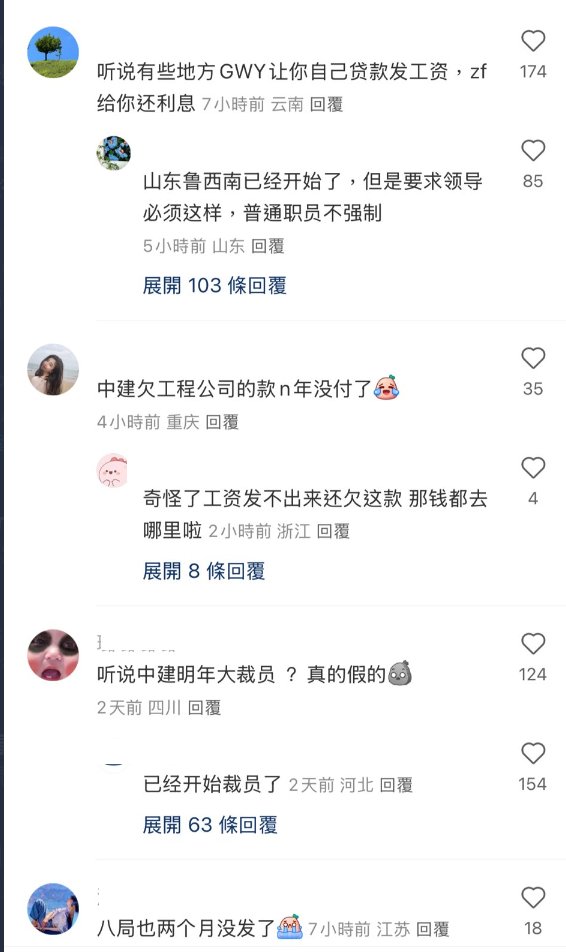 听说有些地方GWY让你自己贷款发工资，zf
给你还利息 7小時前 云南 回覆
174
山东鲁西南已经开始了，但是要求领导
必须这样，普通职员不强制
85
5小時前 山东 回覆
展開 103 條回覆
中建欠工程公司的款n年没付了
35
4小時前 重庆 回覆
奇怪了工资发不出来还欠这款 那钱都去
4
哪里啦 2小時前 浙江 回覆
展開 8 條回覆
听说中建明年大裁员 ？ 真的假的
124
2天前 四川 回覆
已经开始裁员了 2天前 河北 回覆
154
展開 63 條回覆
八局也两个月没发了 7小時前 江苏 回覆
18